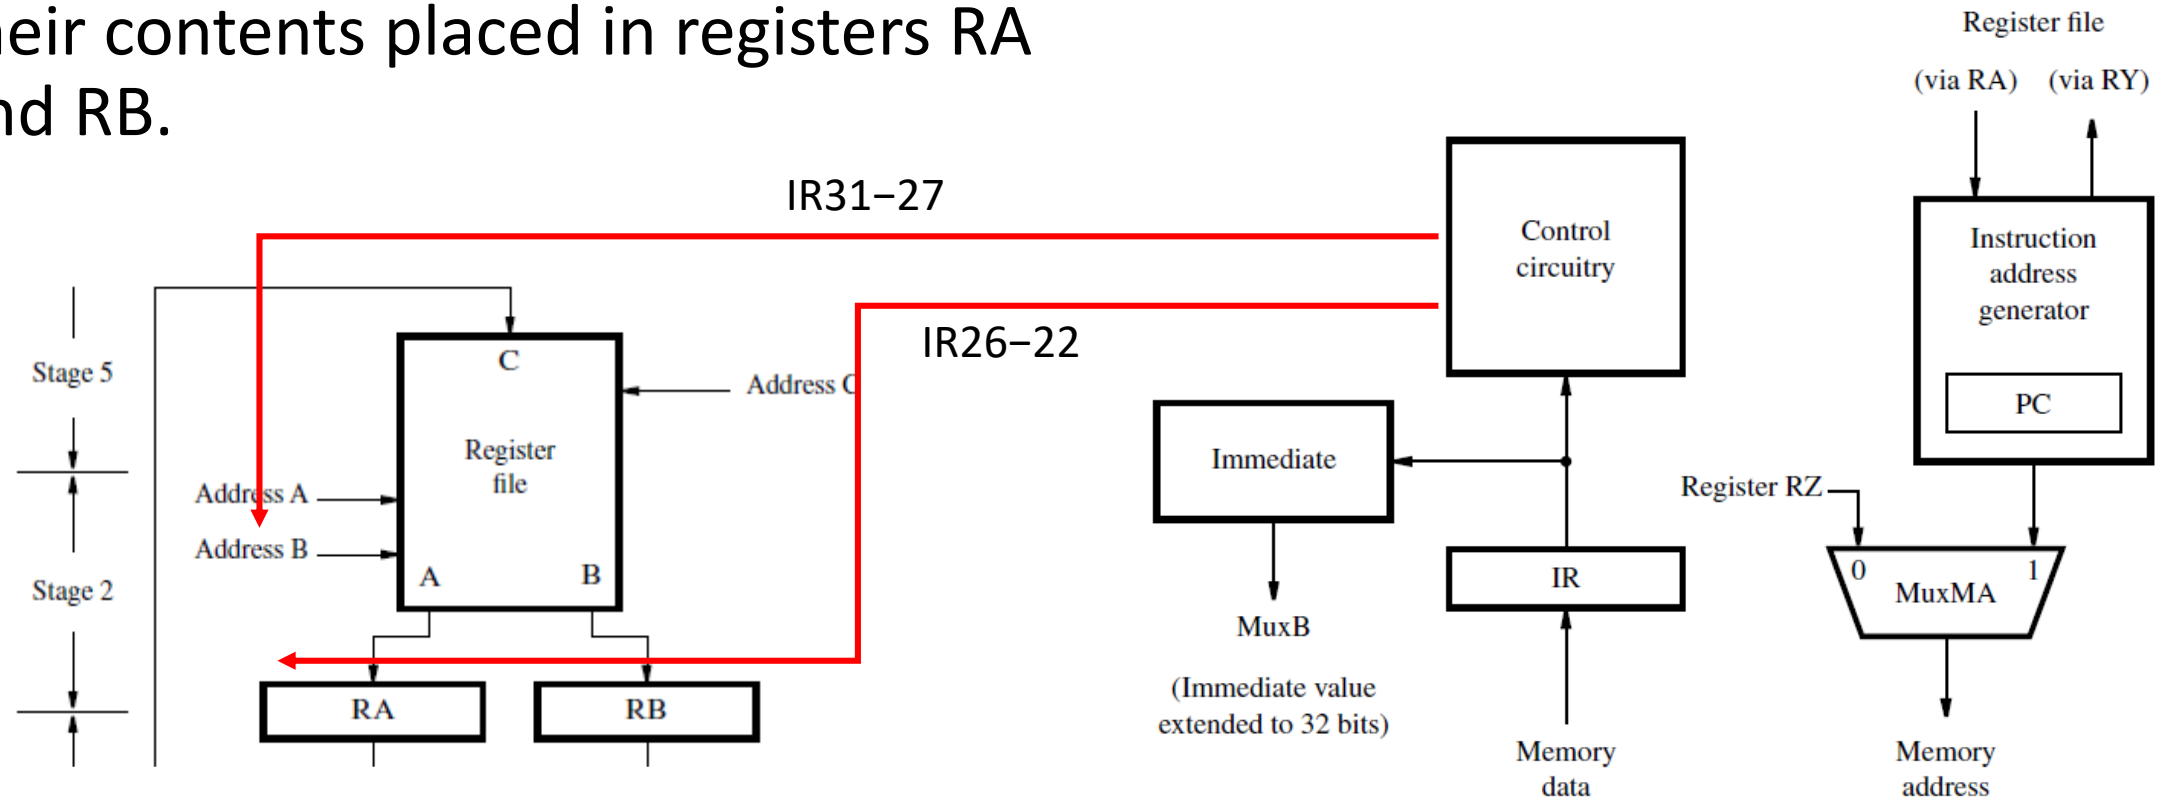 heir contents placed in registers RA
nd RB.
Register file
(via RA) (via RY)
IR31−27
Control
circuitry
Instruction
address
generator
PC
IR26−22
Stage 5
C
Address C
Register
file
Immediate
Register RZ
Address A
Address B
A B
Stage 2
IR
0 MuxMA 1
MuxB
(Immediate value
extended to 32 bits)
RA RB
Memory
data
Memory
address